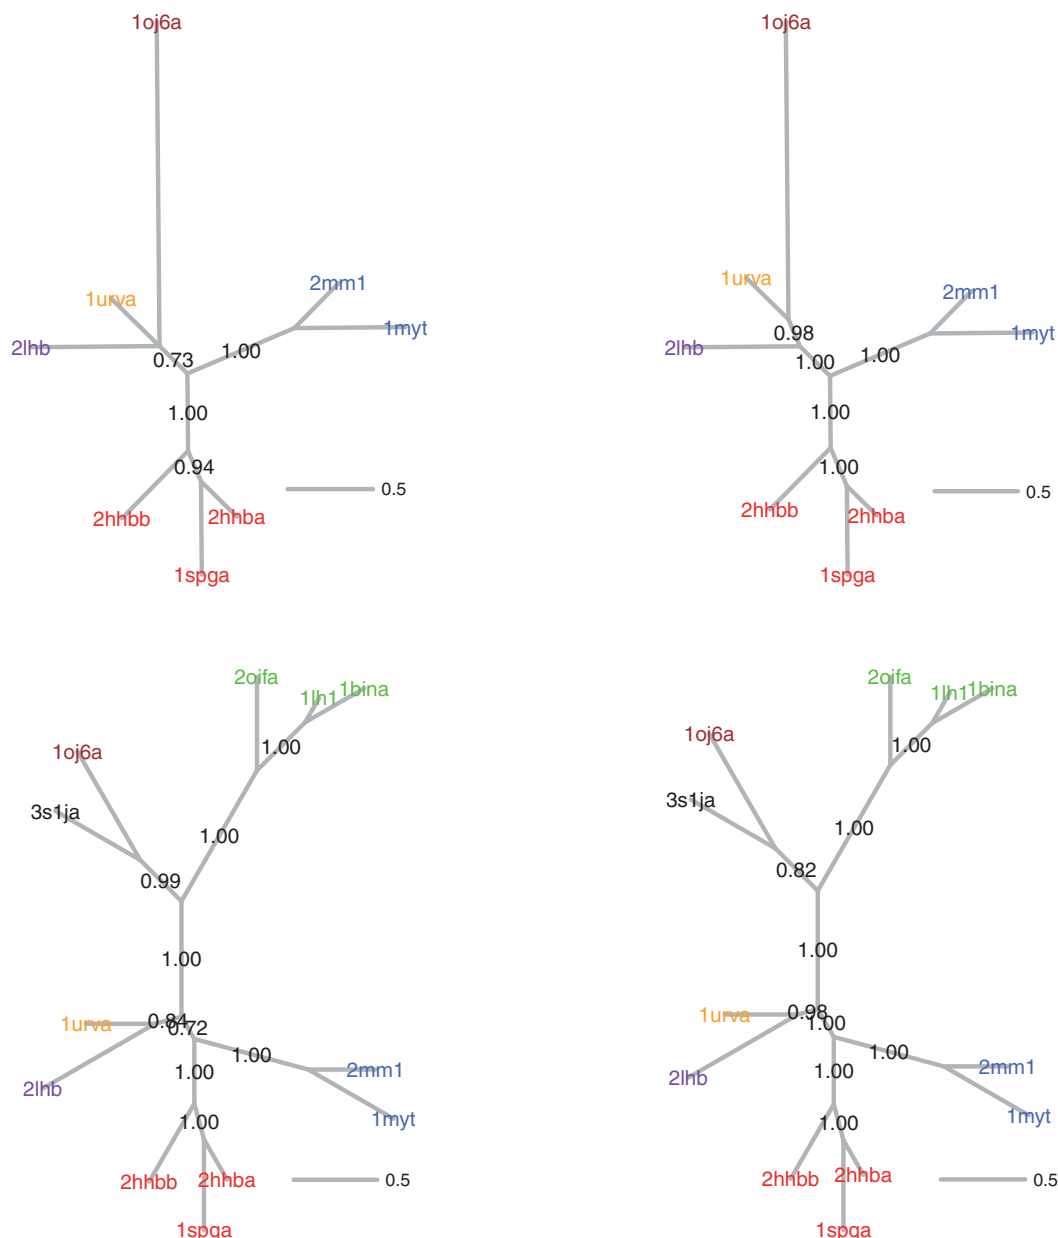 1oj6a
1urva
2mm1
1myt
2lhb
0.73
1.00
1.00
0.94
2hhbb
2hhba
1spga
0.5
1oj6a
1urva
2mm1
1myt
2lhb
0.98
1.00
1.00
1.00
1.00
2hhbb
2hhba
1spga
0.5
2oifa
1lh1
1bina
1oj6a
1.00
3s1ja
1.00
0.99
1.00
1urva
0.84
0.72
1.00
1.00
2mm1
2lhb
1myt
1.00
2hhbb
2hhba
1spga
0.5
2oifa
1lh1
1bina
1oj6a
1.00
3s1ja
1.00
0.82
1.00
1urva
0.98
1.00
1.00
1.00
2mm1
2lhb
1myt
1.00
2hhbb
2hhba
1spga
0.5